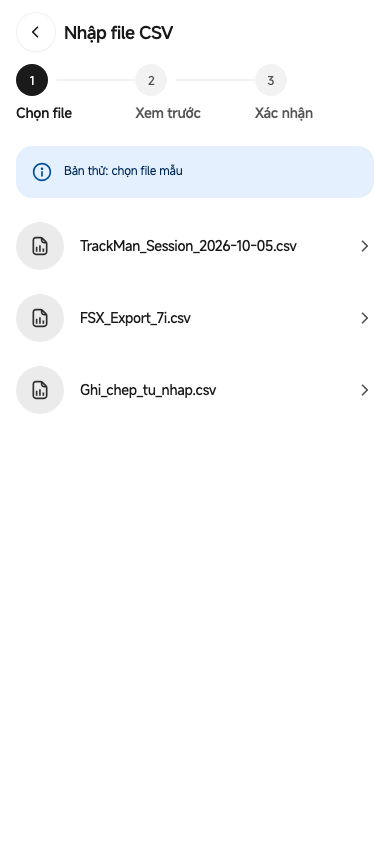 Nhập file CSV
1
2
3
Chọn file
Xem trước
Xác nhận
Bản thử: chọn file mẫu
TrackMan_Session_2026-10-05.csv
FSX_Export_7i.csv
Ghi_chep_tu_nhap.csv